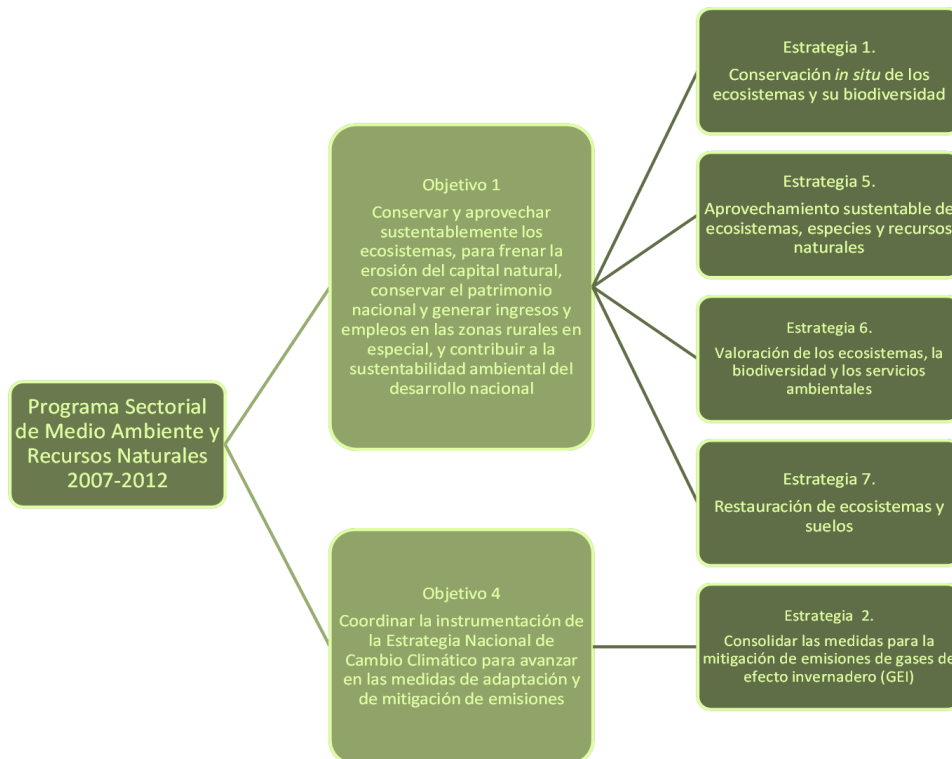 Programa Sectorial
de Medio Ambiente y
Recursos Naturales
2007-2012
Objetivo 1
Conservar y aprovechar
sustentablemente los
ecosistemas, para frenar la
erosión del capital natural,
conservar el patrimonio
nacional y generar ingresos y
empleos en las zonas rurales en
especial, y contribuir a la
sustentabilidad ambiental del
desarrollo nacional
Estrategia 1.
Conservación in situ de los
ecosistemas y su biodiversidad
Estrategia 5.
Aprovechamiento sustentable de
ecosistemas, especies y recursos
naturales
Estrategia 6.
Valoración de los ecosistemas, la
biodiversidad y los servicios
ambientales
Estrategia 7.
Restauración de ecosistemas y
suelos
Objetivo 4
Coordinar la instrumentación de
la Estrategia Nacional de
Cambio Climático para avanzar
en las medidas de adaptación y
de mitigación de emisiones
Estrategia 2.
Consolidar las medidas para la
mitigación de emisiones de gases de
efecto invernadero (GEI)